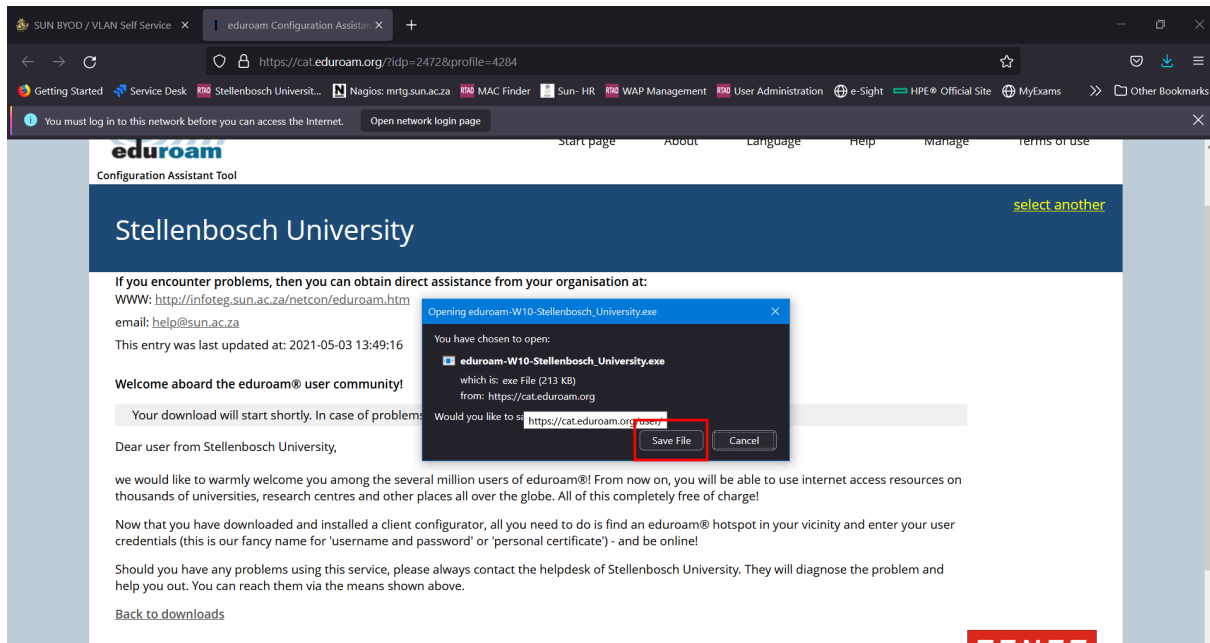 SUN BYOD / VLAN Self Service
eduroam Configuration Assistan
https://cat.eduroam.org/?idp=2472&profile=4284
Getting Started Service Desk Stellenbosch Universit... Nagios: mrtg.sun.ac.za MAC Finder Sun- HR WAP Management User Administration e-Sight HPE® Official Site MyExams Other Bookmarks
You must log in to this network before you can access the Internet. Open network login page
eduroam Start page About Language Help Manage Terms of use
Configuration Assistant Tool
select another
Stellenbosch University
If you encounter problems, then you can obtain direct assistance from your organisation at:
WWW: http://infoteg.sun.ac.za/netcon/eduroam.htm
email: help@sun.ac.za
This entry was last updated at: 2021-05-03 13:49:16
Welcome aboard the eduroam® user community!
Your download will start shortly. In case of problems
Opening eduroam-W10-Stellenbosch_University.exe
You have chosen to open:
eduroam-W10-Stellenbosch_University.exe
which is: exe File (213 KB)
from: https://cat.eduroam.org
Would you like to sa
https://cat.eduroam.org/user/
Save File Cancel
Dear user from Stellenbosch University,
we would like to warmly welcome you among the several million users of eduroam®! From now on, you will be able to use internet access resources on
thousands of universities, research centres and other places all over the globe. All of this completely free of charge!
Now that you have downloaded and installed a client configurator, all you need to do is find an eduroam® hotspot in your vicinity and enter your user
credentials (this is our fancy name for 'username and password' or 'personal certificate') - and be online!
Should you have any problems using this service, please always contact the helpdesk of Stellenbosch University. They will diagnose the problem and
help you out. You can reach them via the means shown above.
Back to downloads